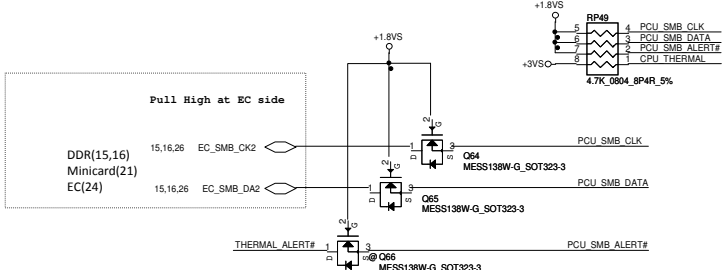 +1.8VS
RP49
5 4 PCU_SMB_CLK
6 3 PCU_SMB_DATA
7 2 PCU_SMB_ALERT#
+3VS 8 1 CPU_THERMAL
4.7K_0804_8P4R_5%
+1.8VS
Pull High at EC side
2 G
DDR(15,16)
Minicard(21)
EC(24)
15,16,26 EC_SMB_CK2
1 3 PCU_SMB_CLK
D S
Q64
MESS138W-G_SOT323-3
2 G
15,16,26 EC_SMB_DA2
1 3 PCU_SMB_DATA
D S
Q65
MESS138W-G_SOT323-3
2 G
THERMAL_ALERT# 1 3 PCU_SMB_ALERT#
D S
@ Q66
MESS138W-G_SOT323-3